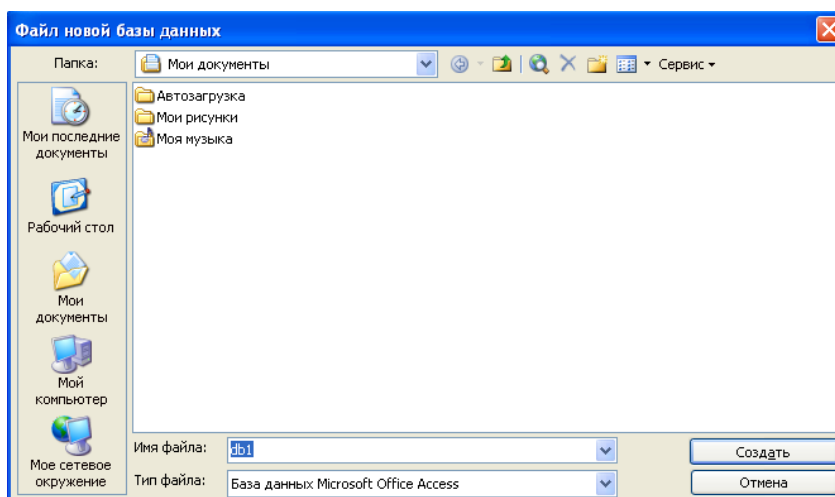 Файл новой базы данных
Папка:
Мои документы
Сервис
Автозагрузка
Мои рисунки
Моя музыка
Мои последние
документы
Рабочий стол
Мои
документы
Мой
компьютер
Мое сетевое
окружение
Имя файла:
db1
Создать
Тип файла:
База данных Microsoft Office Access
Отмена